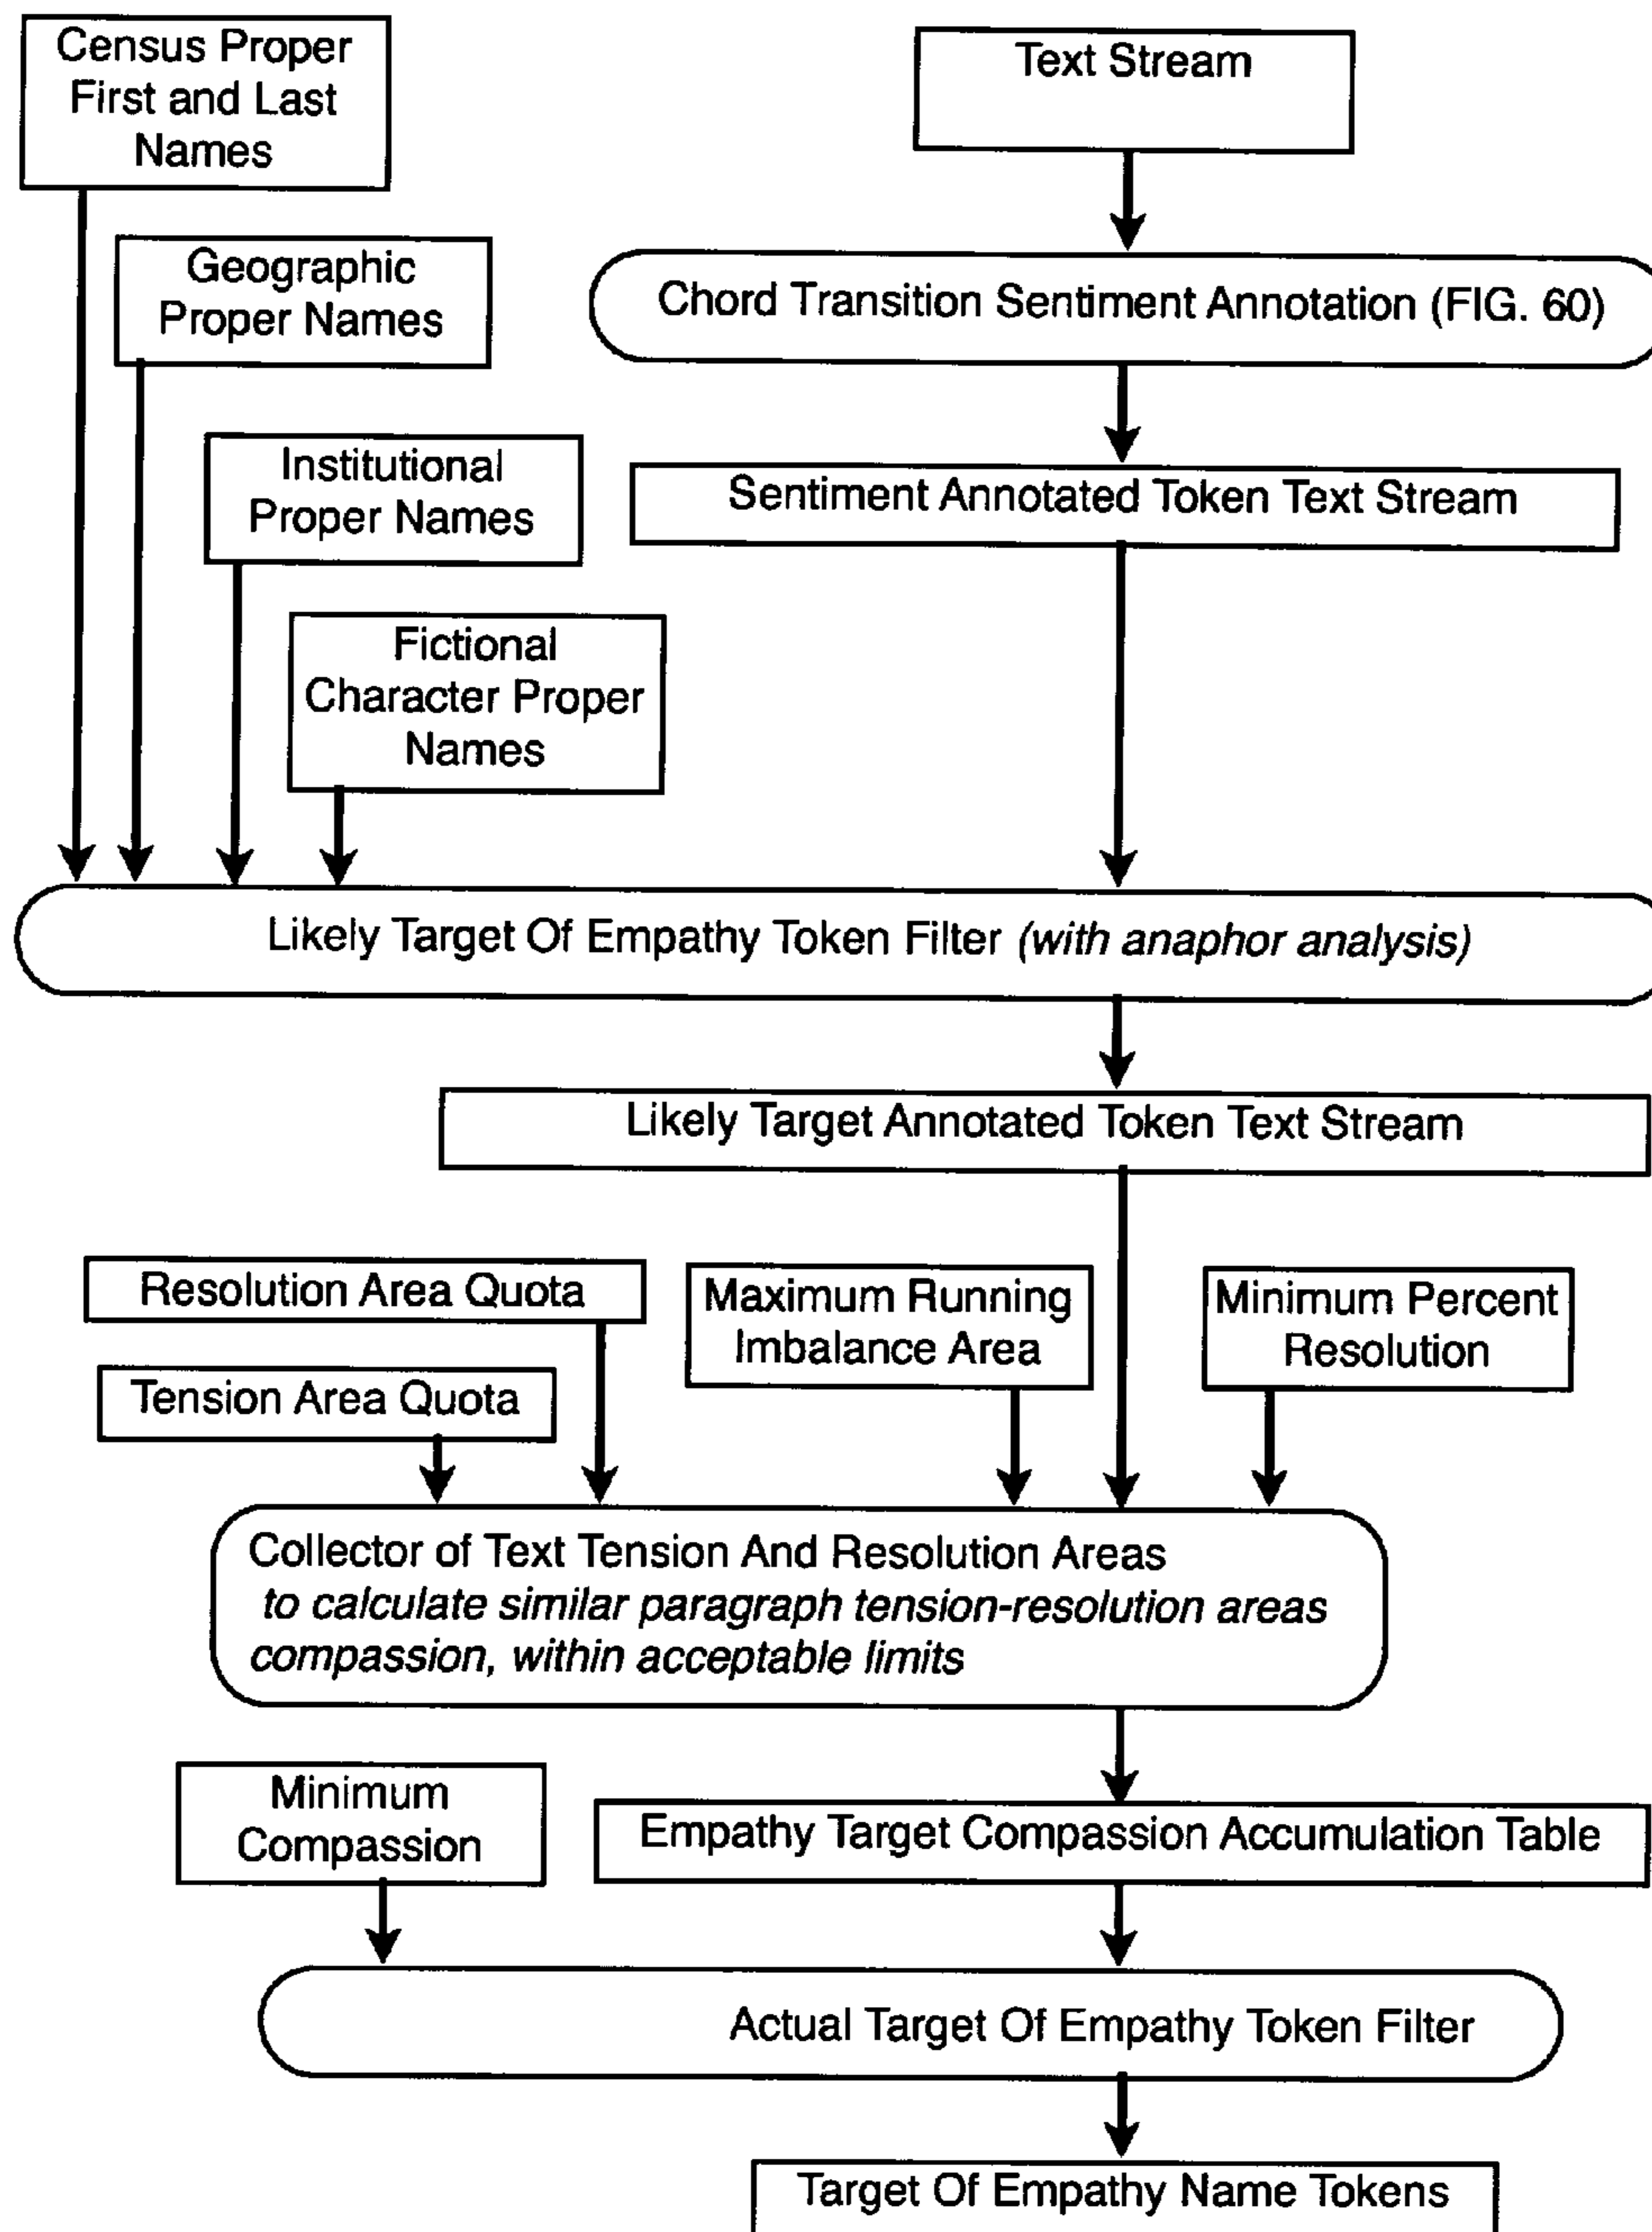 Census Proper
First and Last
Names
Text Stream
Geographic
Proper Names
Chord Transition Sentiment Annotation (FIG. 60)
Institutional
Proper Names
Sentiment Annotated Token Text Stream
Fictional
Character Proper
Names
Likely Target Of Empathy Token Filter (with anaphor analysis)
Likely Target Annotated Token Text Stream
Resolution Area Quota
Maximum Running
Imbalance Area
Minimum Percent
Resolution
Tension Area Quota
Collector of Text Tension And Resolution Areas
to calculate similar paragraph tension-resolution areas
compassion, within acceptable limits
Minimum
Compassion
Empathy Target Compassion Accumulation Table
Actual Target Of Empathy Token Filter
Target Of Empathy Name Tokens